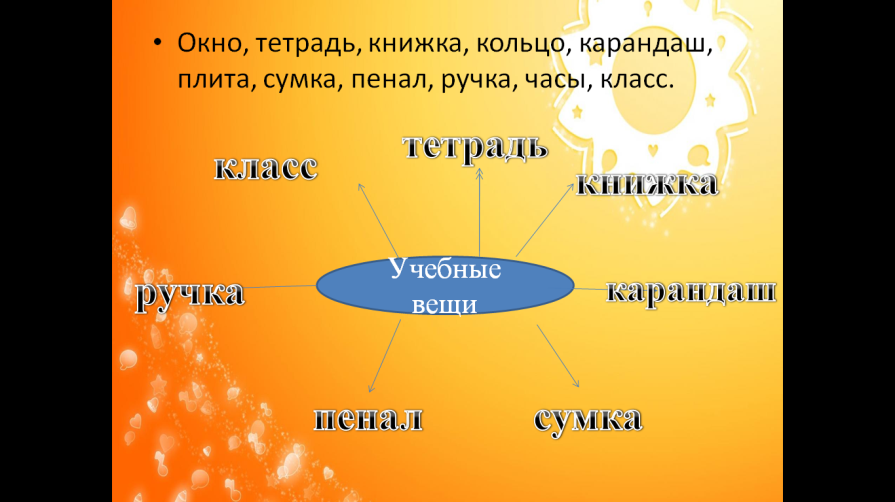 • Окно, тетрадь, книжка, кольцо, карандаш,
плита, сумка, пенал, ручка, часы, класс.
тетрадь
класс
книжка
Учебные
вещи
ручка
карандаш
пенал
сумка